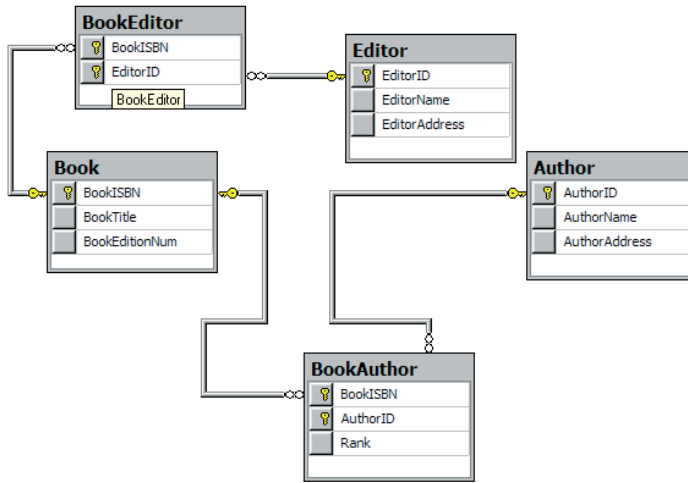 BookEditor
BookISBN
EditorID
BookEditor
Editor
EditorID
EditorName
EditorAddress
Book
BookISBN
BookTitle
BookEditionNum
Author
AuthorID
AuthorName
AuthorAddress
BookAuthor
BookISBN
AuthorID
Rank